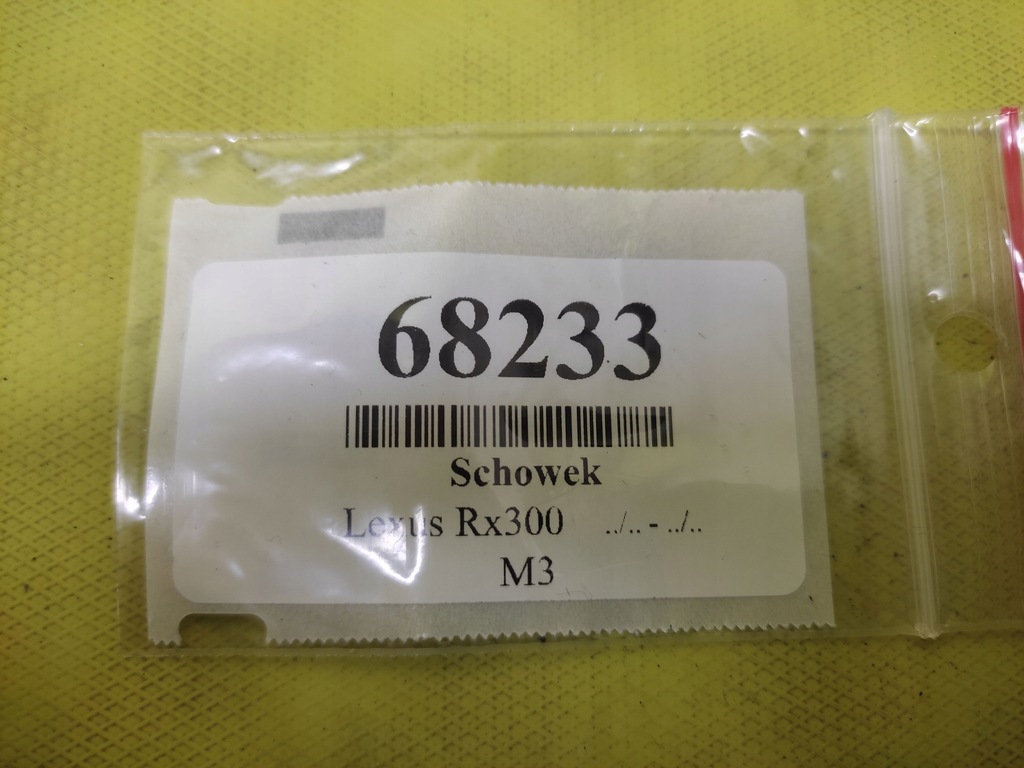 68233
Schowek
Lexus Rx300 ../.. - ../..
M3